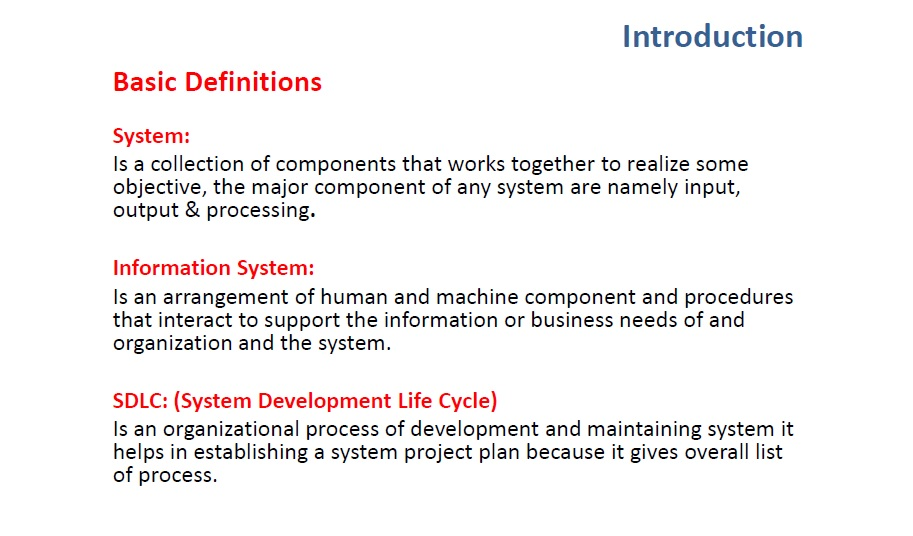 Introduction
Basic Definitions
System:
Is a collection of components that works together to realize some
objective, the major component of any system are namely input,
output & processing.
Information System:
Is an arrangement of human and machine component and procedures
that interact to support the information or business needs of and
organization and the system.
SDLC: (System Development Life Cycle)
Is an organizational process of development and maintaining system it
helps in establishing a system project plan because it gives overall list
of process.